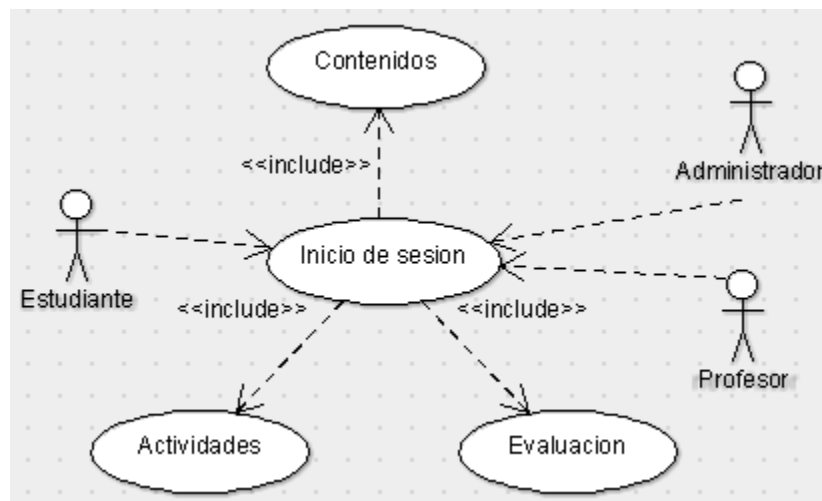 Contenidos
<<include>>
Administrador
Inicio de sesion
Estudiante
<<include>>
<<include>>
Profesor
Actividades
Evaluacion